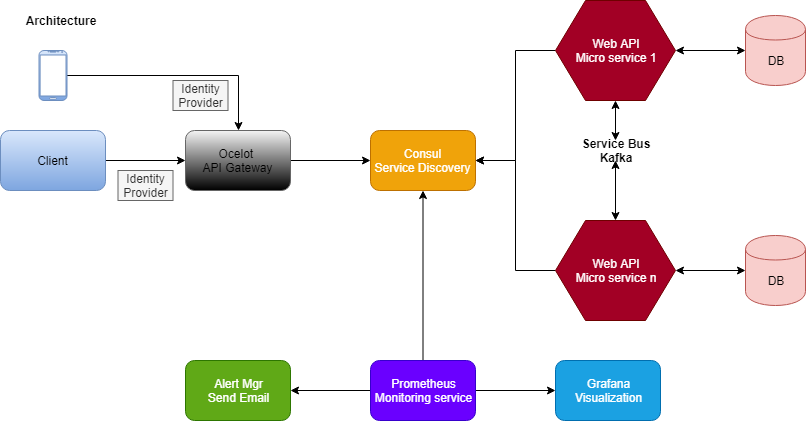 Architecture
Identity
Provider
Client
Identity
Provider
Ocelot
API Gateway
Consul
Service Discovery
Web API
Micro service 1
DB
Service Bus
Kafka
Web API
Micro service n
DB
Alert Mgr
Send Email
Prometheus
Monitoring service
Grafana
Visualization